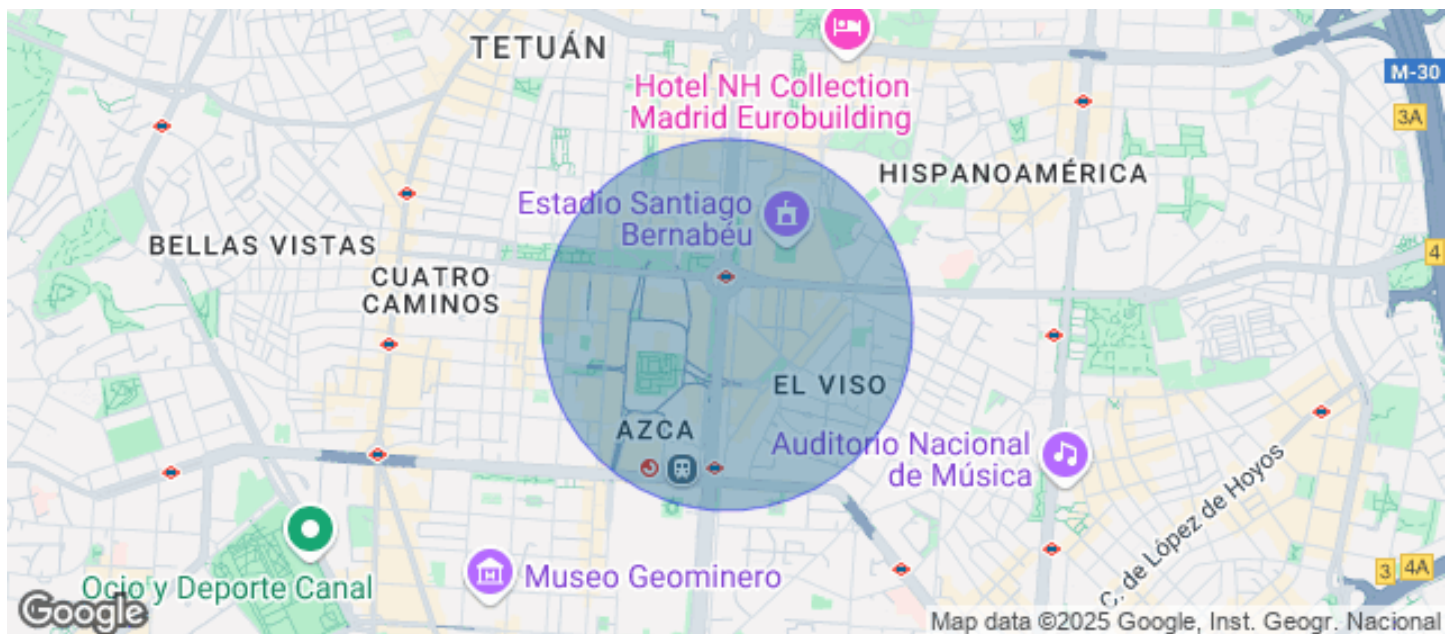 TETUÁN
Hotel NH Collection
Madrid Eurobuilding
M-30
3A
HISPANOAMÉRICA
Estadio Santiago
Bernabéu
BELLAS VISTAS
CUATRO
CAMINOS
4
EL VISO
AZCA
Auditorio Nacional
de Música
C. de López de Hoyos
Museo Geominero
Ocio y Deporte Canal
3
4A
Google
Map data ©2025 Google, Inst. Geogr. Nacional